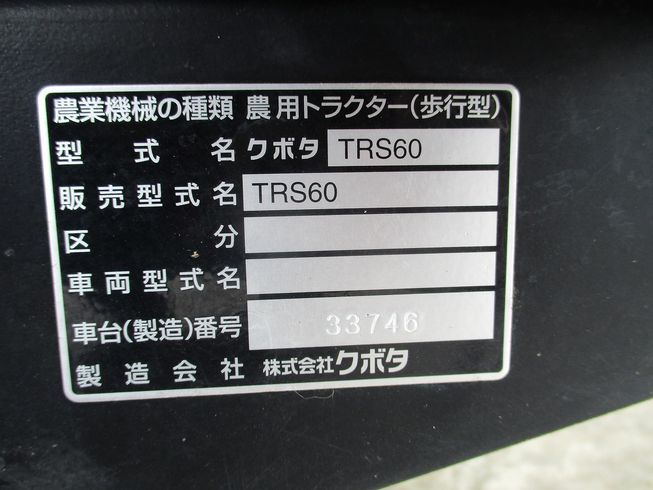 農業機械の種類 農用トラクター(歩行型)
型式名 クボタ TRS60
販売型式名 TRS60
区分
車両型式名
車台(製造)番号 33746
製造会社 株式会社クボタ